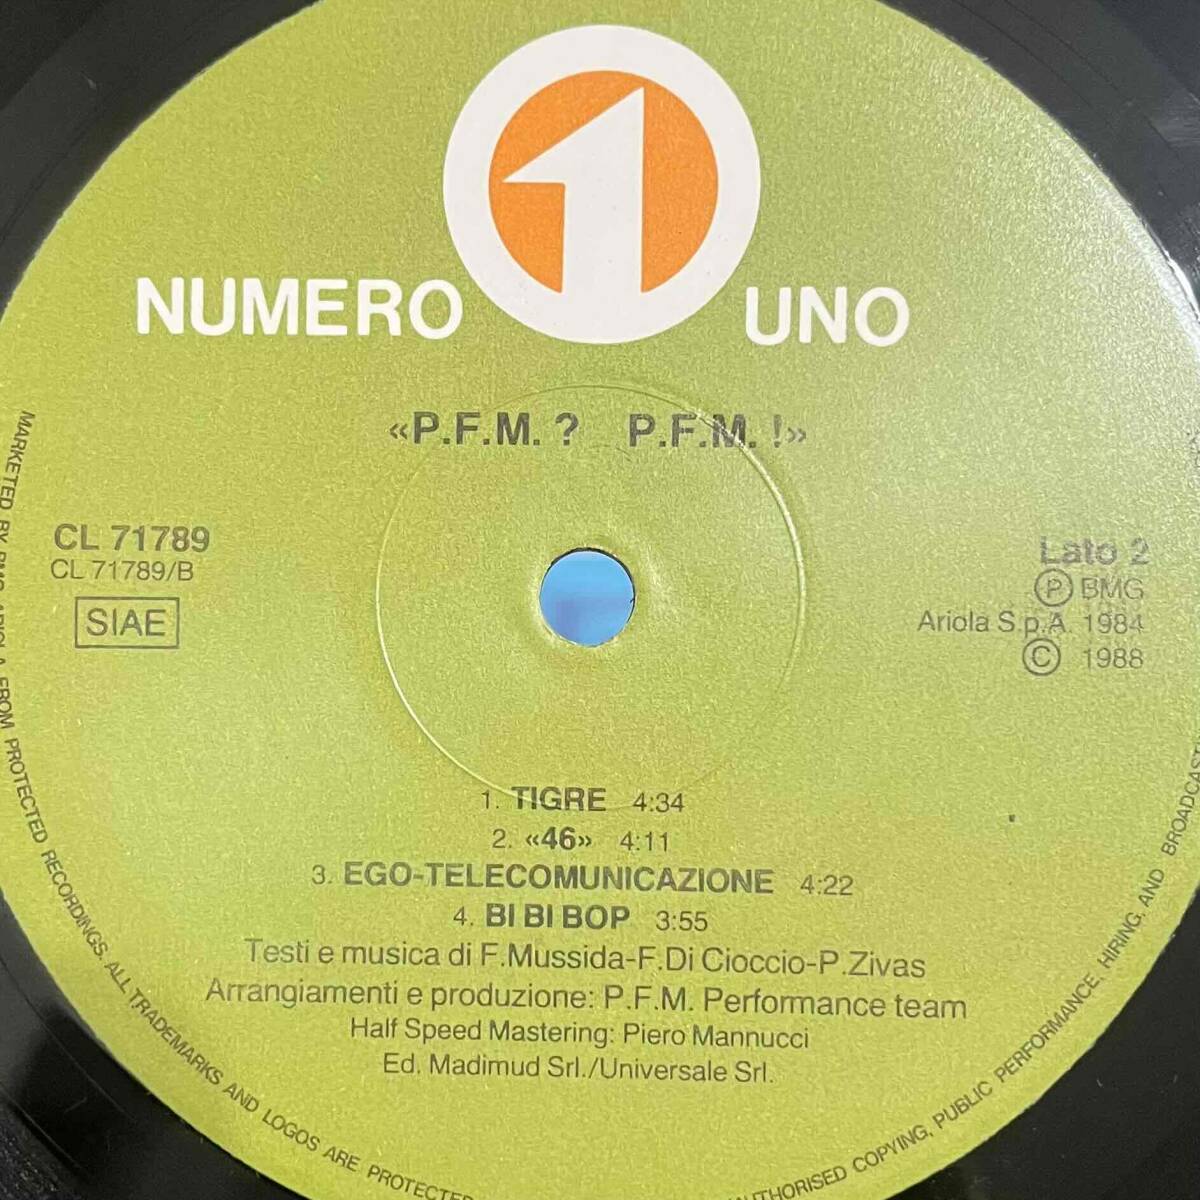 NUMERO 1 UNO
«P.F.M. ? P.F.M. !»
CL 71789
CL 71789/B
SIAE
Lato 2
Ⓟ BMG
Ariola S.p.A. 1984
© 1988
1. TIGRE 4:34
2. «46» 4:11
3. EGO-TELECOMUNICAZIONE 4:22
4. BI BI BOP 3:55
Testi e musica di F.Mussida-F.Di Cioccio-P.Zivas
Arrangiamenti e produzione: P.F.M. Performance team
Half Speed Mastering: Piero Mannucci
Ed. Madimud Srl./Universale Srl.
MARKETED BY BMG ARIOLA FROM PROTECTED RECORDINGS. ALL TRADEMARKS AND LOGOS ARE PROTECTED
COPYING, PUBLIC PERFORMANCE, HIRING, AND